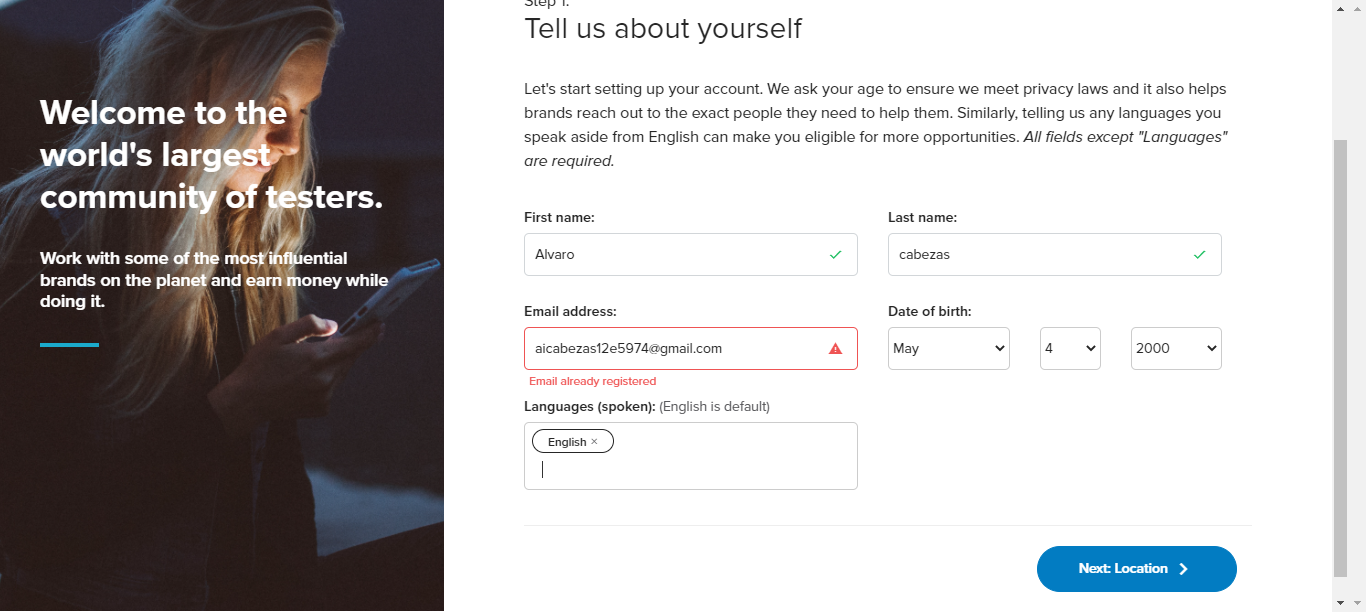 Step 1:
Tell us about yourself
Welcome to the
world's largest
community of testers.
Work with some of the most influential
brands on the planet and earn money while
doing it.
Let's start setting up your account. We ask your age to ensure we meet privacy laws and it also helps
brands reach out to the exact people they need to help them. Similarly, telling us any languages you
speak aside from English can make you eligible for more opportunities. All fields except "Languages"
are required.
First name:
Last name:
Alvaro
cabezas
Email address:
Date of birth:
aicabezas12e5974@gmail.com
May
4
2000
Email already registered
Languages (spoken): (English is default)
English ×
Next: Location